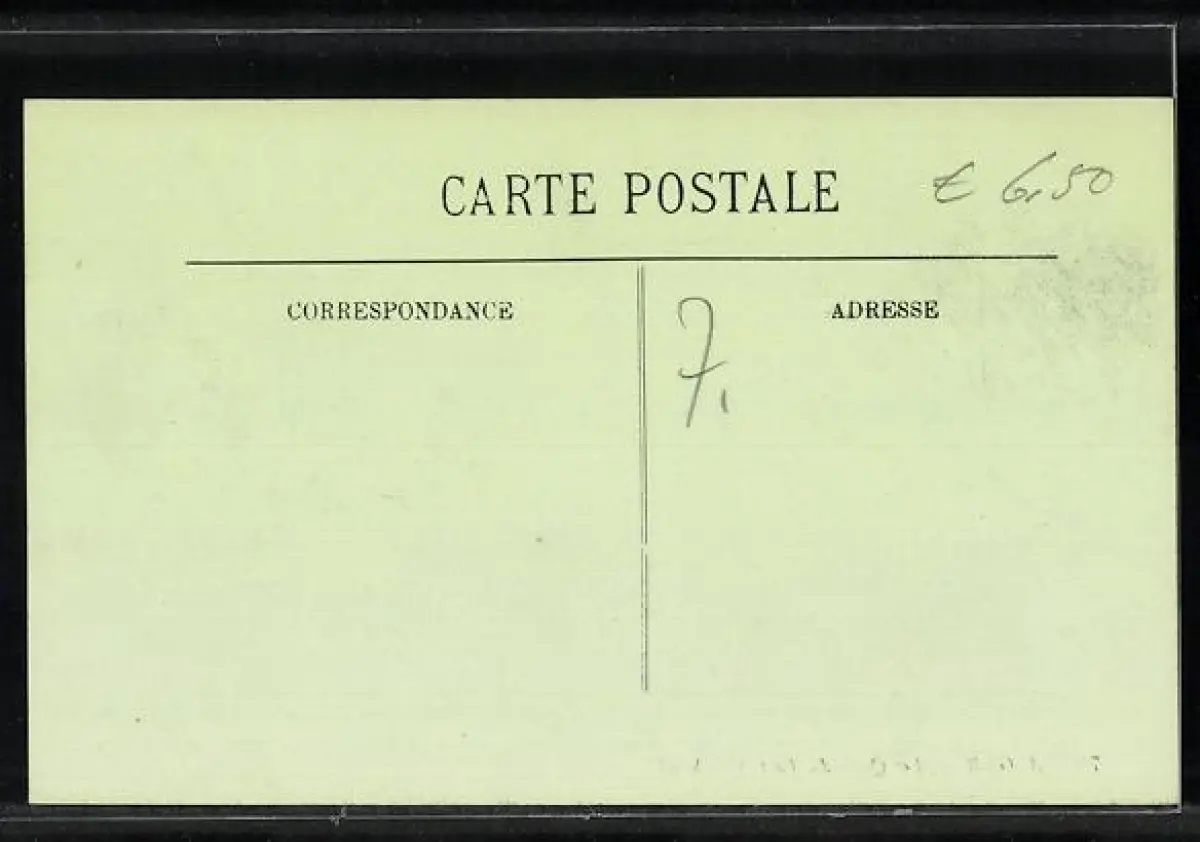 CARTE POSTALE
€ 6,50
CORRESPONDANCE
ADRESSE
7,